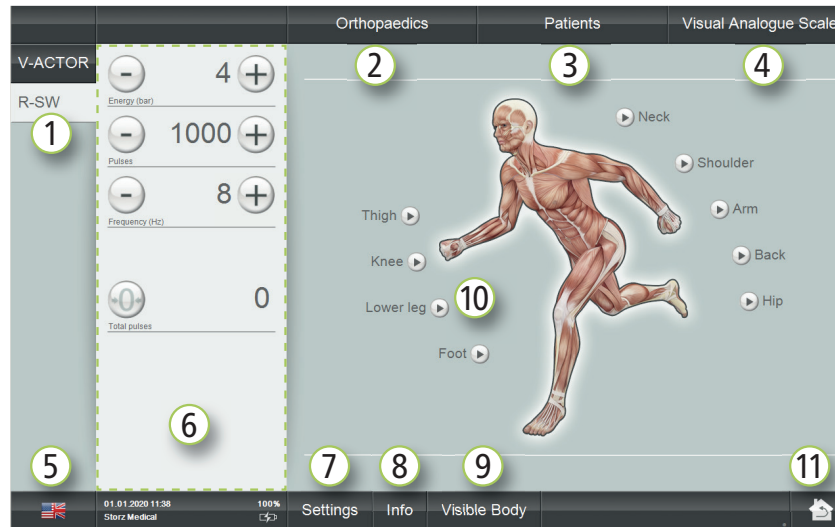 Orthopaedics
Patients
Visual Analogue Scale
2
3
4
V-ACTOR
R-SW
1
- 4 +
Energy (bar)
- 1000 +
Pulses
- 8 +
Frequency (Hz)
0 0
Total pulses
6
Neck
Shoulder
Arm
Back
Hip
Thigh
Knee
Lower leg
10
Foot
5
7
8
9
11
01.01.2020 11:38 100%
Storz Medical
Settings
Info
Visible Body